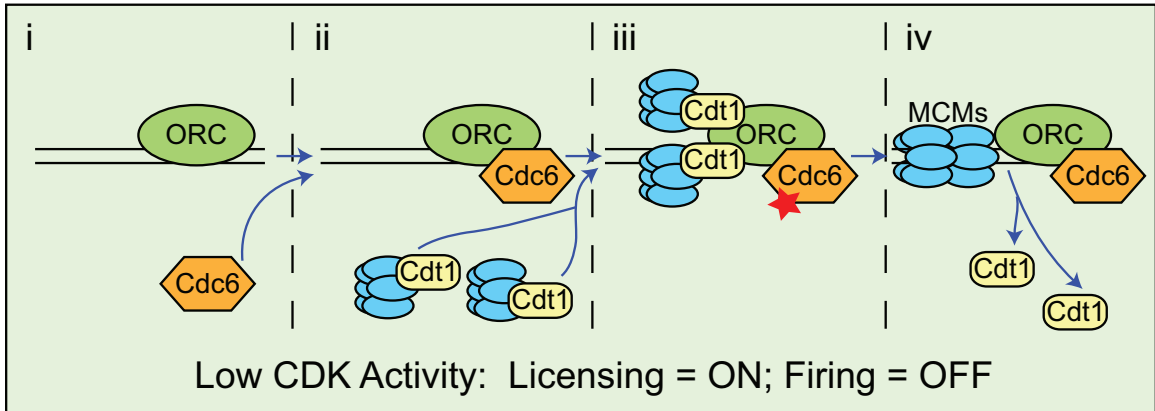 i
ii
iii
iv
ORC
Cdc6
ORC
Cdc6
Cdt1
Cdt1
Cdt1
Cdt1
ORC
Cdc6
MCMs
ORC
Cdc6
Cdt1
Cdt1
Low CDK Activity: Licensing = ON; Firing = OFF